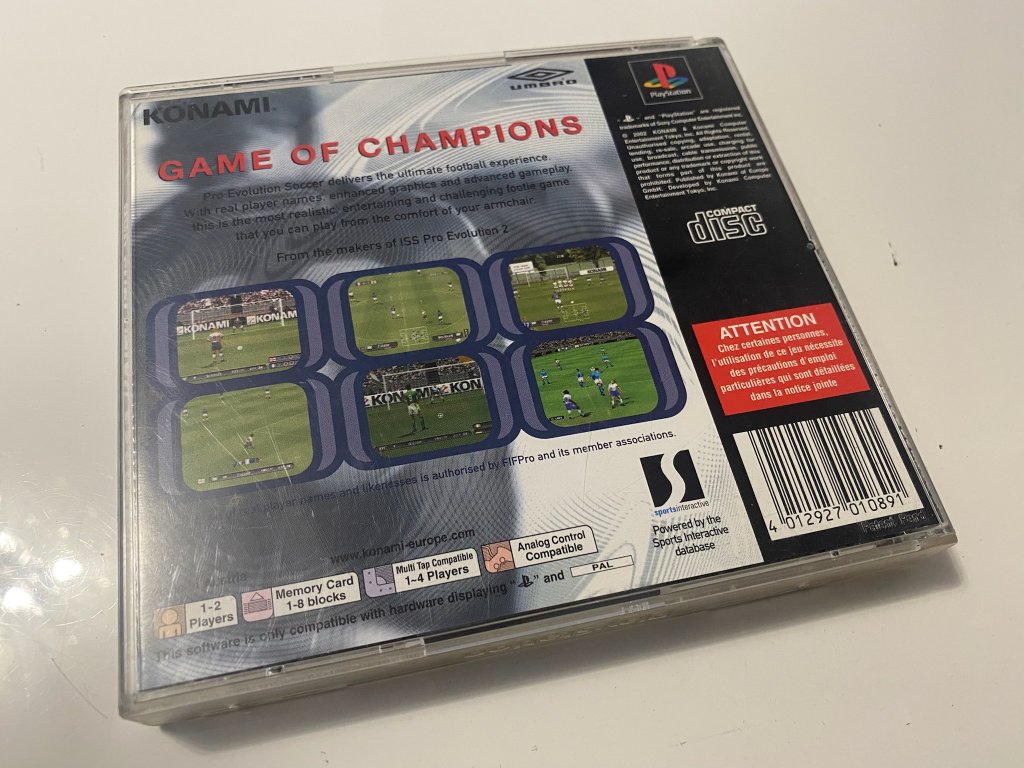 KONAMI
UMBRO
GAME OF CHAMPIONS
Pro Evolution Soccer delivers the ultimate football experience.
With real player names, enhanced graphics and advanced gameplay,
this is the most realistic, entertaining and challenging footie game
that you can play from the comfort of your armchair.
From the makers of ISS Pro Evolution 2
KONAMI KONAMI
KONAMI
KONAMI KON
player names and likenesses is authorised by FIFPro and its member associations.
sportsinteractive
Powered by the
Sports Interactive
database
www.konami-europe.com
1-2
Players
Memory Card
1-8 blocks
Multi Tap Compatible
1~4 Players
Analog Control
Compatible
This software is only compatible with hardware displaying " " and PAL
PlayStation
and "PlayStation" are registered
trademarks of Sony Computer Entertainment Inc.
© 2002 KONAMI & Konami Computer
Entertainment Tokyo, Inc. All Rights Reserved.
Unauthorised copying, adaptation, rental,
lending, re-sale, arcade use, charging for
use, broadcast, cable transmission, public
performance, distribution or extraction of this
product or any trademark or copyright work
that forms part of this product are
prohibited. Published by Konami of Europe
GmbH. Developed by Konami Computer
Entertainment Tokyo, Inc.
COMPACT
disc
ATTENTION
Chez certaines personnes,
l'utilisation de ce jeu nécessite
des précautions d'emploi
particulières qui sont détaillées
dans la notice jointe
4 012927 010891